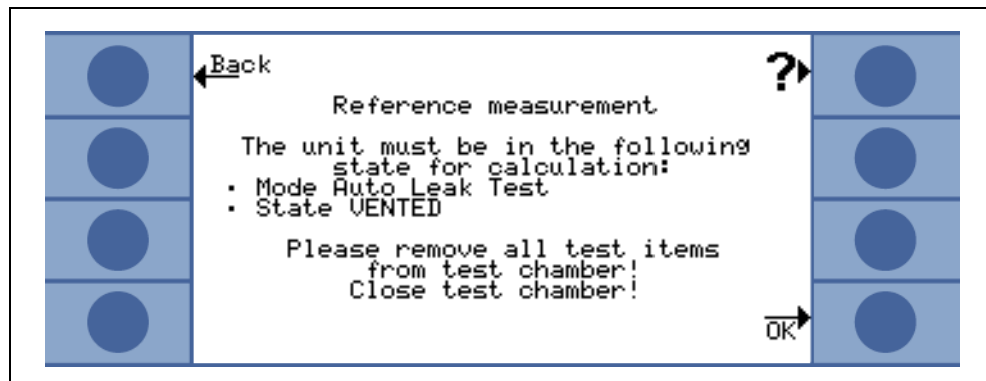 Back
?
Reference measurement
The unit must be in the following
state for calculation:
· Mode Auto Leak Test
· State VENTED
Please remove all test items
from test chamber!
Close test chamber!
OK